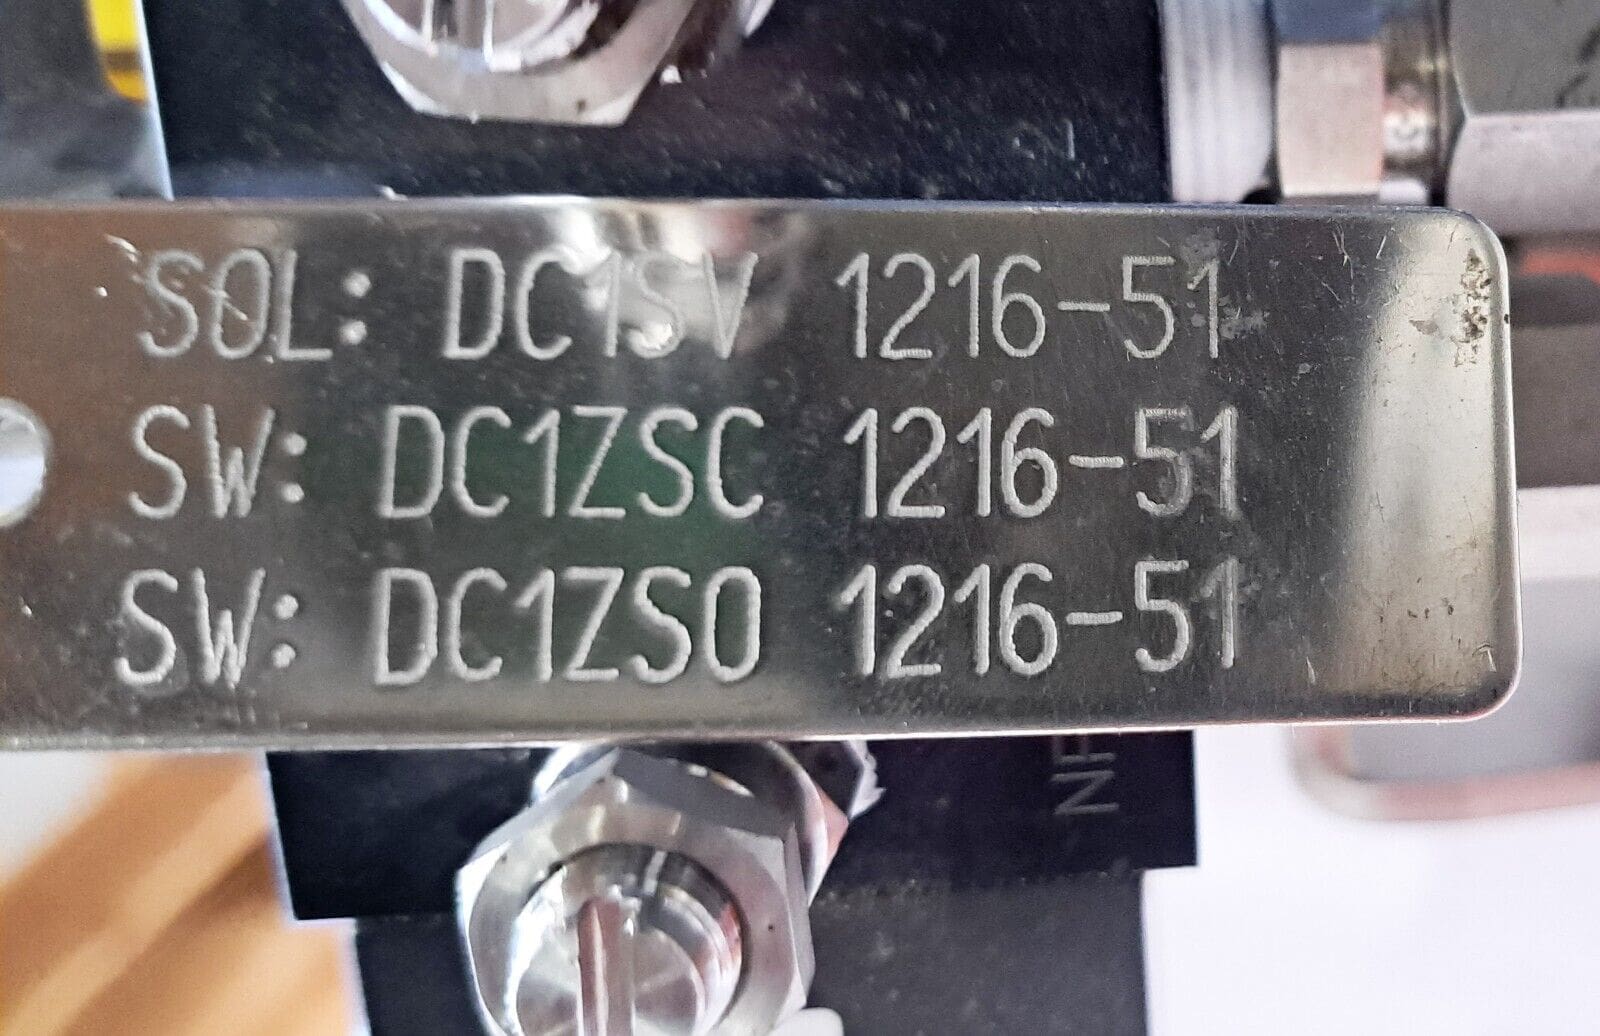 SOL: DC1SV 1216-51
SW: DC1ZSC 1216-51
SW: DC1ZSO 1216-51